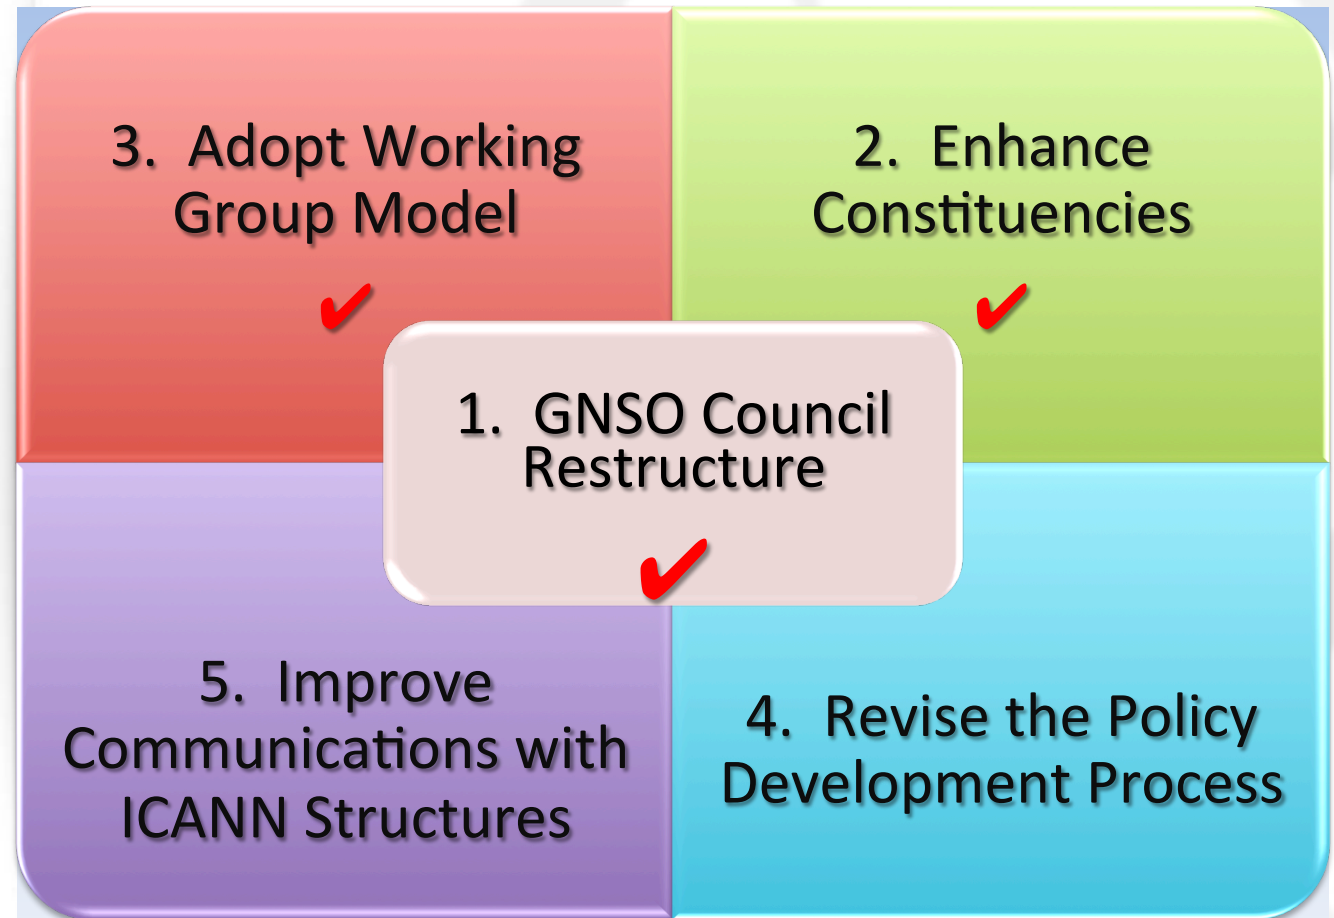 3. Adopt Working
Group Model
✔
2. Enhance
Constituencies
✔
1. GNSO Council
Restructure
✔
5. Improve
Communications with
ICANN Structures
4. Revise the Policy
Development Process